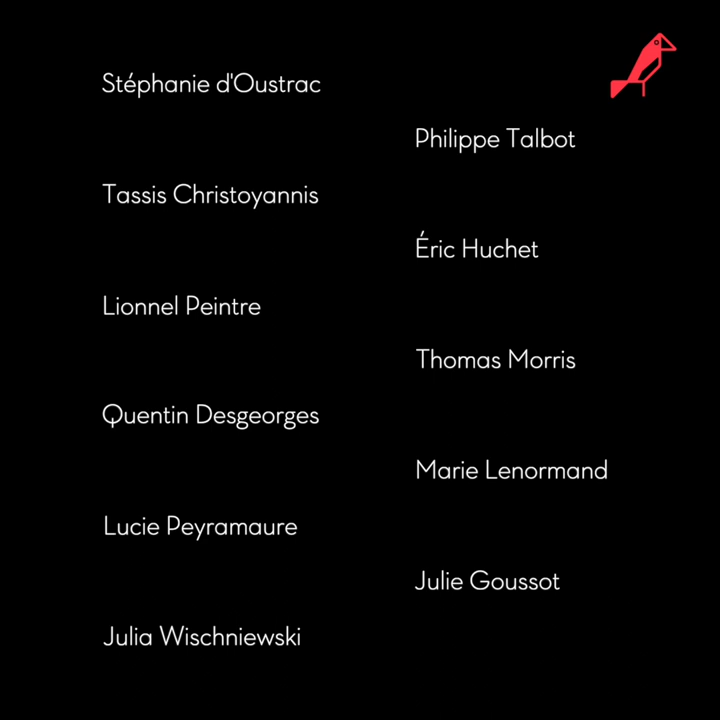 Stéphanie d'Oustrac
Philippe Talbot
Tassis Christoyannis
Éric Huchet
Lionnel Peintre
Thomas Morris
Quentin Desgeorges
Marie Lenormand
Lucie Peyramaure
Julie Goussot
Julia Wischniewski